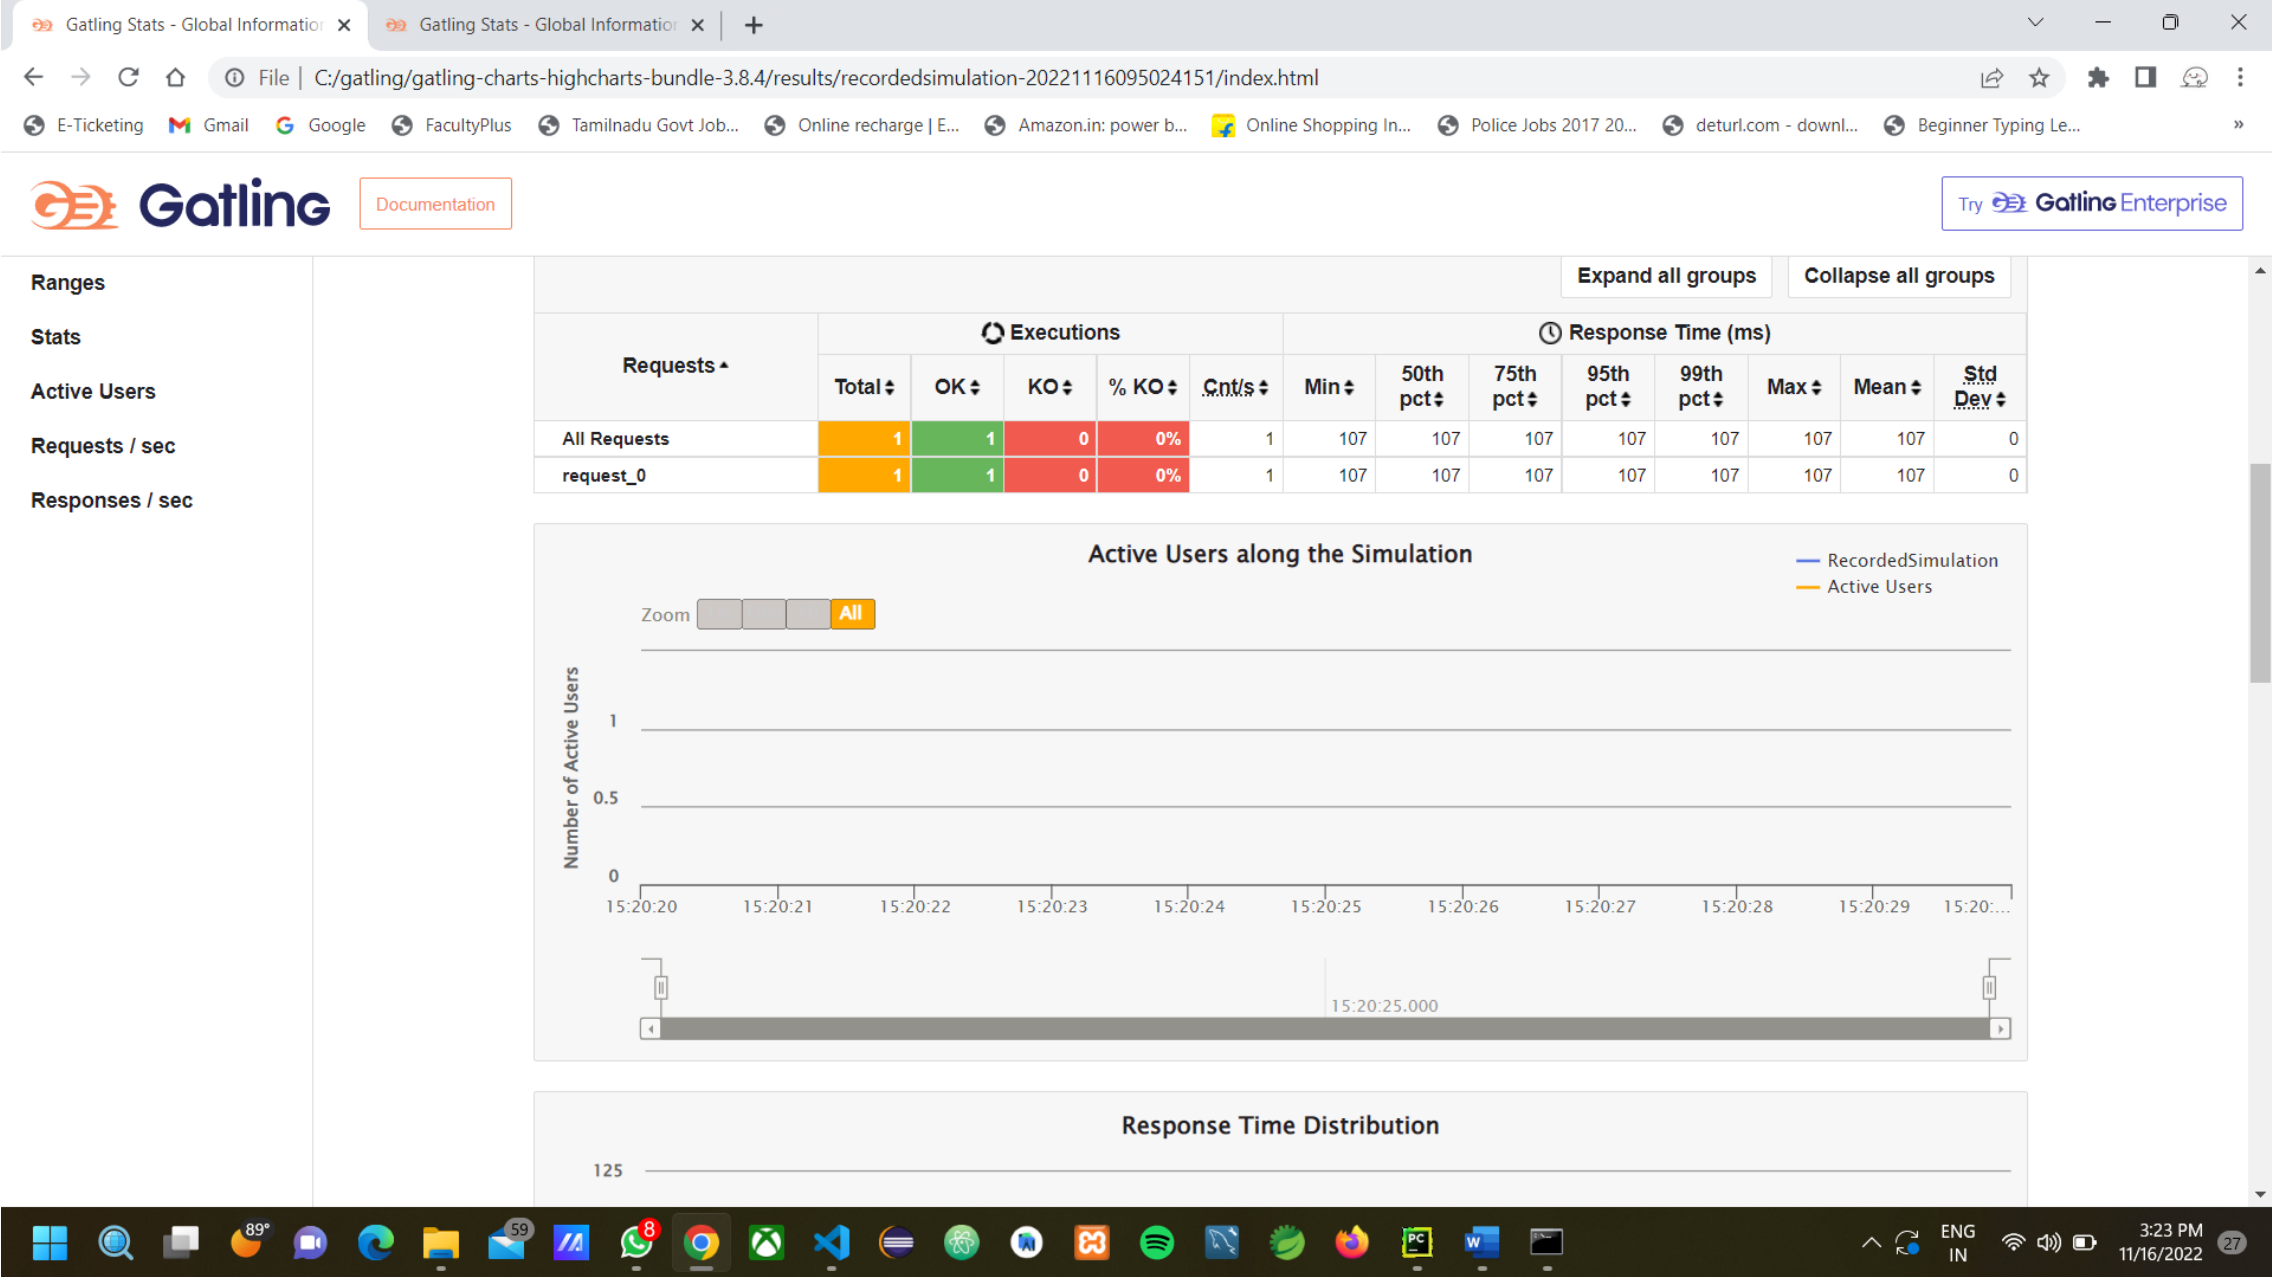 Gatling Stats - Global Information
Gatling Stats - Global Information
File | C:/gatling/gatling-charts-highcharts-bundle-3.8.4/results/recordedsimulation-20221116095024151/index.html
E-Ticketing Gmail Google FacultyPlus Tamilnadu Govt Job... Online recharge | E... Amazon.in: power b... Online Shopping In... Police Jobs 2017 20... deturl.com - downl... Beginner Typing Le... »
Gatling Documentation Try Gatling Enterprise
Ranges
Stats
Active Users
Requests / sec
Responses / sec
Expand all groups Collapse all groups
Requests Executions Response Time (ms)
Total OK KO % KO Cnt/s Min 50th pct 75th pct 95th pct 99th pct Max Mean Std Dev
All Requests 1 1 0 0% 1 107 107 107 107 107 107 107 0
request_0 1 1 0 0% 1 107 107 107 107 107 107 107 0
Active Users along the Simulation
RecordedSimulation
Active Users
Zoom All
Number of Active Users
1
0.5
0
15:20:20 15:20:21 15:20:22 15:20:23 15:20:24 15:20:25 15:20:26 15:20:27 15:20:28 15:20:29 15:20:...
15:20:25.000
Response Time Distribution
125
89° 59 8 PC W ENG IN 3:23 PM 11/16/2022 27